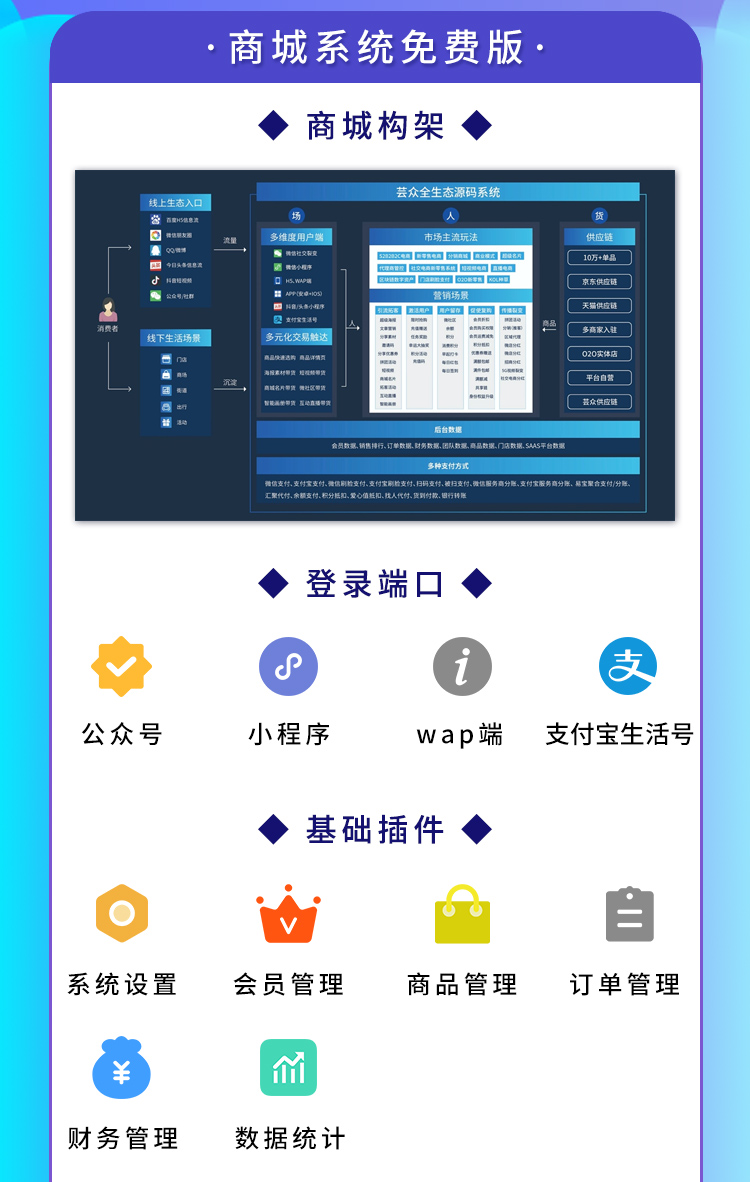 ·商城系统免费版·
商城构架
芸众全生态源码系统
线上生态入口
百度H5信息流
微信朋友圈
QQ/微博
今日头条信息流
抖音短视频
公众号/社群
消费者
线下生活场景
门店
商场
街道
出行
活动
流量
沉淀
场
多维度用户端
微信社交裂变
微信小程序
H5, WAP端
APP (安卓+IOS)
抖音/头条小程序
支付宝生活号
多元化交易触达
商品快速选购 商品详情页
海报素材带货 短视频带货
商城名片带货 微社区带货
智能画册带货 互动直播带货
人
人
市场主流玩法
S2B2B2C电商 新零售电商 分销商城 商业模式 超级名片
代理商管控 社交电商新零售系统 短视频电商 直播电商
区块链数字资产 门店刷脸支付 O2O新零售 KOL种草
营销场景
引流拓客 激活用户 用户留存 促使复购 传播裂变
商品
货
供应链
10万+单品
京东供应链
天猫供应链
多商家入驻
O2O实体店
平台自营
芸众供应链
后台数据
会员数据、销售排行、订单数据、财务数据、团队数据、商品数据、门店数据、SAAS平台数据
多种支付方式
微信支付、支付宝支付、微信刷脸支付、支付宝刷脸支付、扫码支付、被扫支付、微信服务商分账、支付宝服务商分账、易宝聚合支付/分账、
汇聚代付、余额支付、积分抵扣、爱心值抵扣、找人代付、货到付款、银行转账
登录端口
公众号 小程序 wap端 支付宝生活号
基础插件
系统设置 会员管理 商品管理 订单管理
财务管理 数据统计